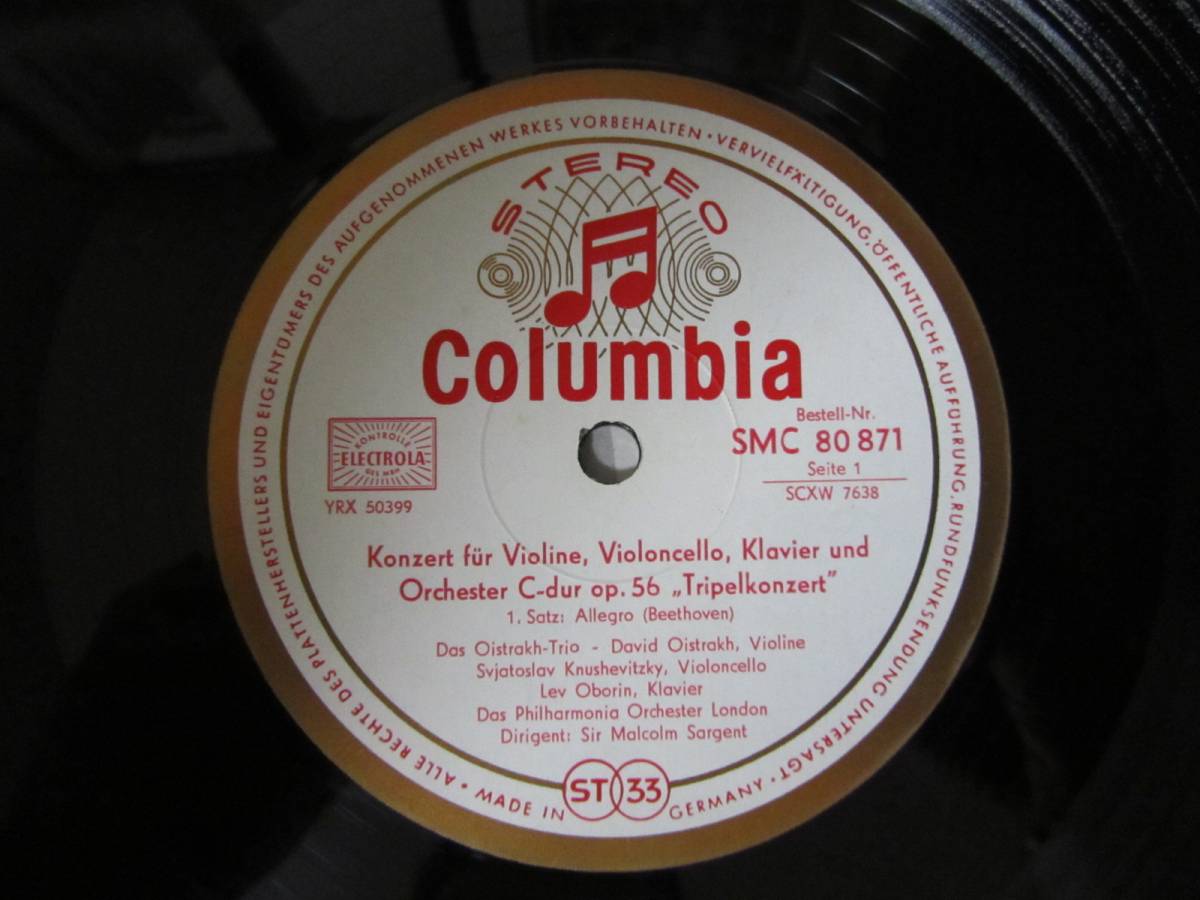 ALLE RECHTE DES PLATTENHERSTELLERS UND EIGENTÜMERS DES AUFGENOMMENEN WERKES VORBEHALTEN • VERVIELFÄLTIGUNG, ÖFFENTLICHE AUFFÜHRUNG, RUNDFUNKSENDUNG UNTERSAGT •
STEREO
Columbia
Bestell-Nr.
SMC 80 871
Seite 1
SCXW 7638
KONTROLLE
ELECTROLA
GES MBH
YRX 50399
Konzert für Violine, Violoncello, Klavier und
Orchester C-dur op. 56 „Tripelkonzert”
1. Satz: Allegro (Beethoven)
Das Oistrakh-Trio - David Oistrakh, Violine
Svjatoslav Knushevitzky, Violoncello
Lev Oborin, Klavier
Das Philharmonia Orchester London
Dirigent: Sir Malcolm Sargent
ST 33
• MADE IN GERMANY •